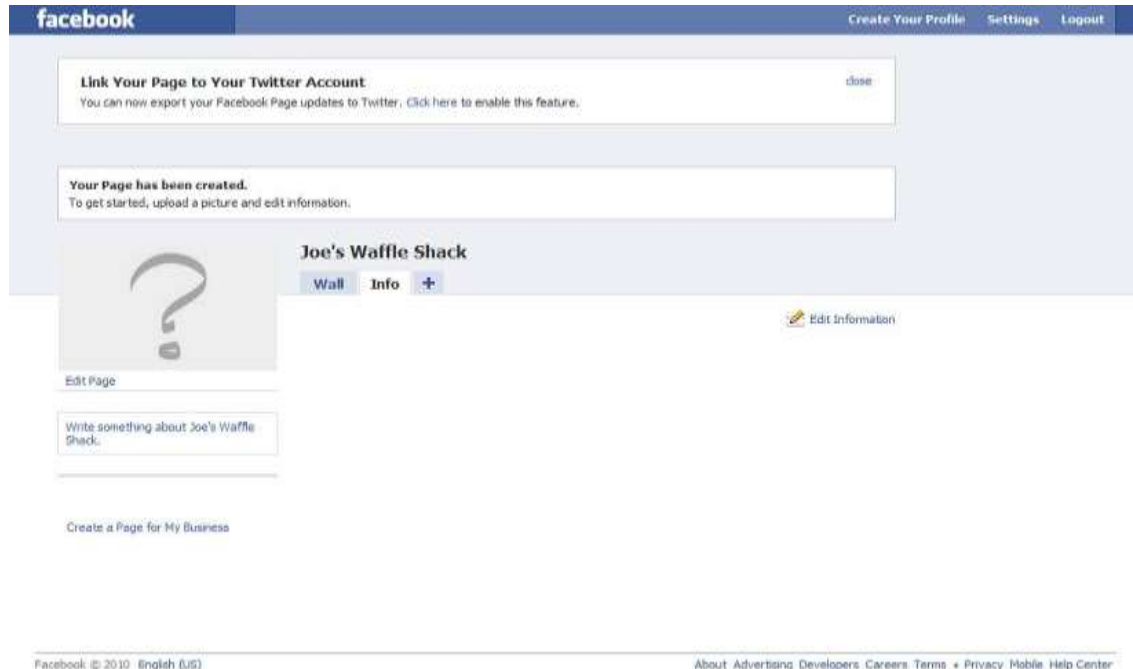 facebook
Create Your Profile Settings Logout
Link Your Page to Your Twitter Account
close
You can now export your Facebook Page updates to Twitter. Click here to enable this feature.
Your Page has been created.
To get started, upload a picture and edit information.
Joe's Waffle Shack
Wall Info +
Edit Information
?
Edit Page
Write something about Joe's Waffle
Shack.
Create a Page for My Business
Facebook © 2010 English (US)
About Advertising Developers Careers Terms • Privacy Mobile Help Center